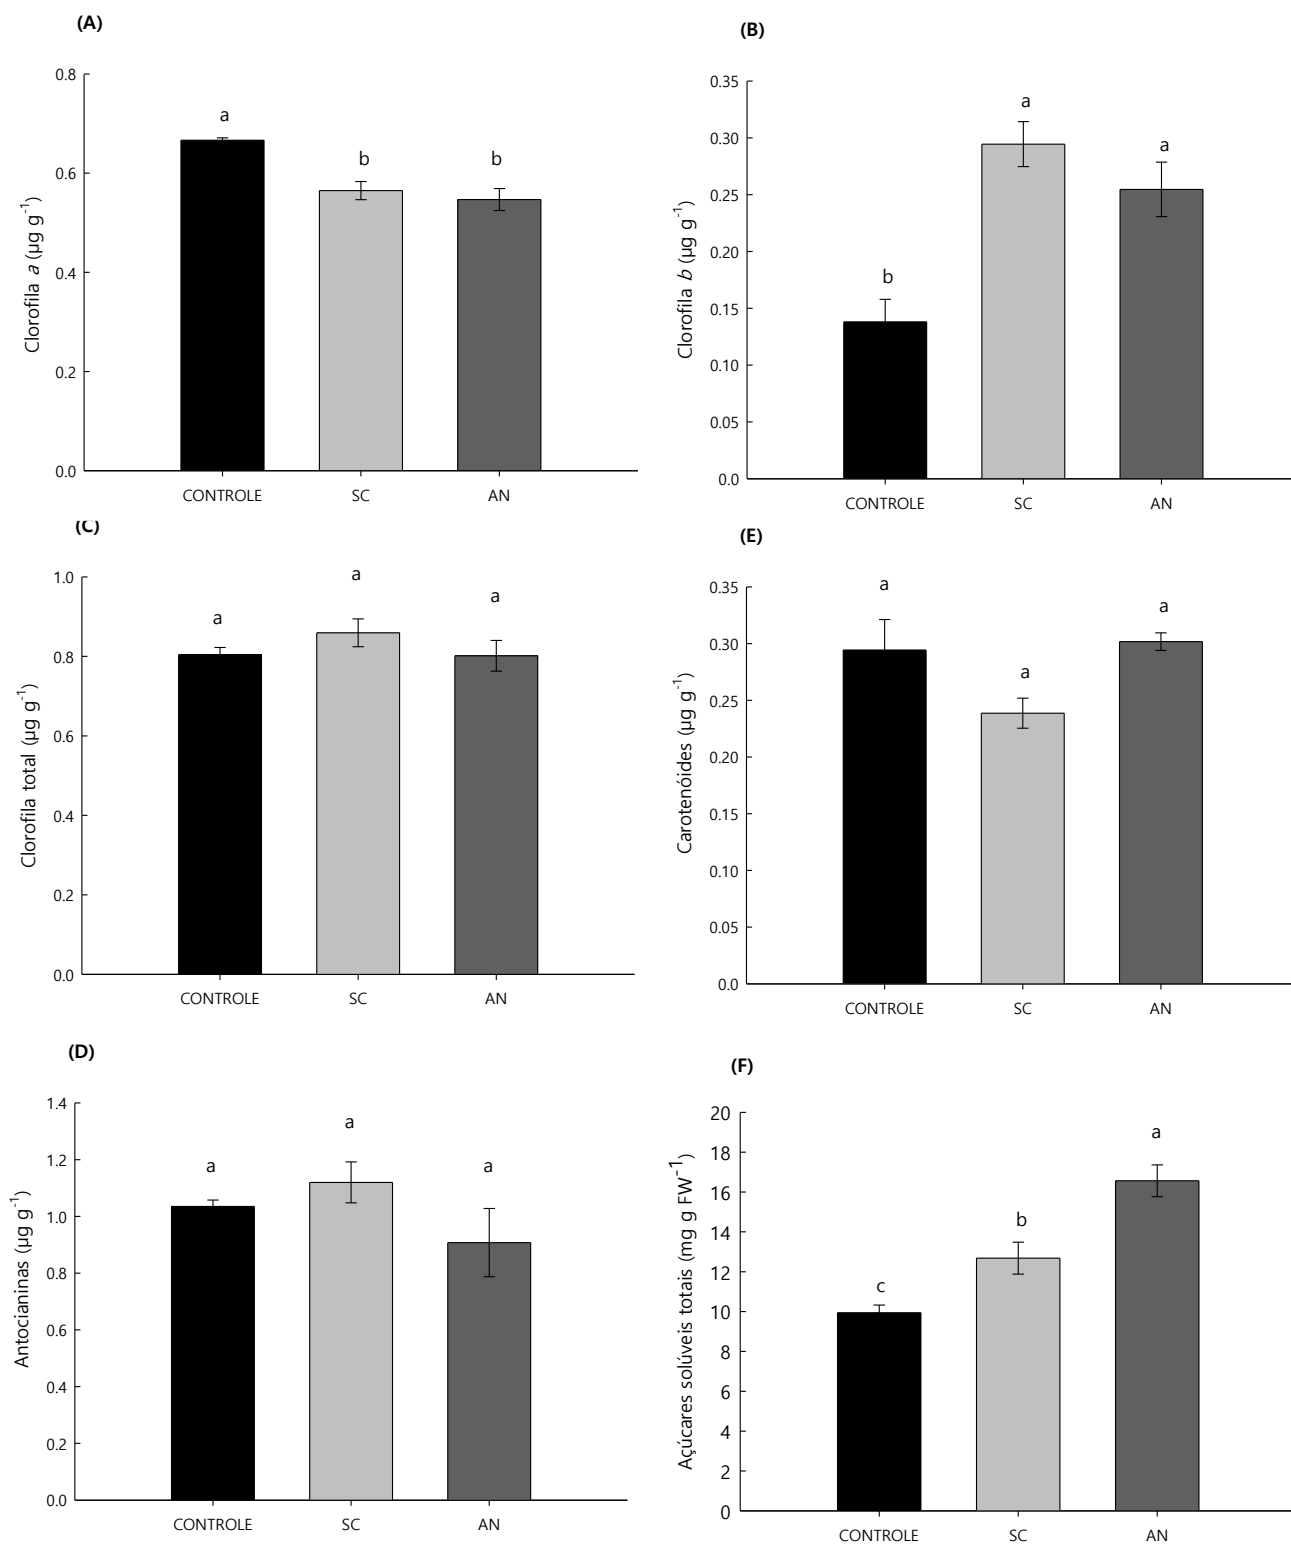 (A)
Clorofila a (µg g-1)
0.8
0.6
0.4
0.2
0.0
a
b
b
CONTROLE SC AN
(B)
Clorofila b (µg g-1)
0.35
0.30
0.25
0.20
0.15
0.10
0.05
0.0
b
a
a
CONTROLE SC AN
(C)
Clorofila total (µg g-1)
1.0
0.8
0.6
0.4
0.2
0.0
a
a
a
CONTROLE SC AN
(E)
Carotenóides (µg g-1)
0.35
0.30
0.25
0.20
0.15
0.10
0.05
0.0
a
a
a
CONTROLE SC AN
(D)
Antocianinas (µg g-1)
1.4
1.2
1.0
0.8
0.6
0.4
0.2
0.0
a
a
a
CONTROLE SC AN
(F)
Açúcares solúveis totais (mg g FW-1)
20
18
16
14
12
10
8
6
4
2
0
c
b
a
CONTROLE SC AN